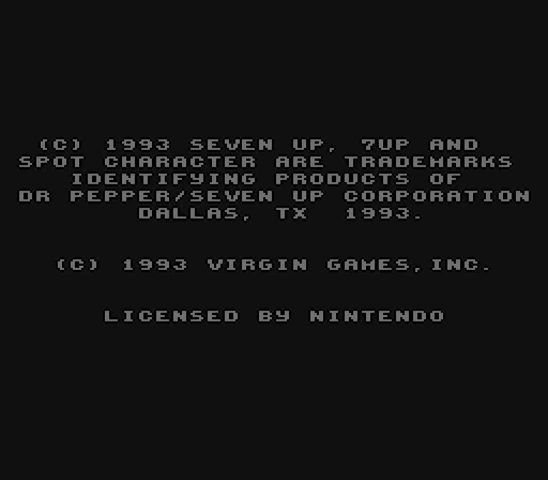 (C) 1993 SEVEN UP, 7UP AND
SPOT CHARACTER ARE TRADEMARKS
IDENTIFYING PRODUCTS OF
DR PEPPER/SEVEN UP CORPORATION
DALLAS, TX 1993.
(C) 1993 VIRGIN GAMES,INC.
LICENSED BY NINTENDO